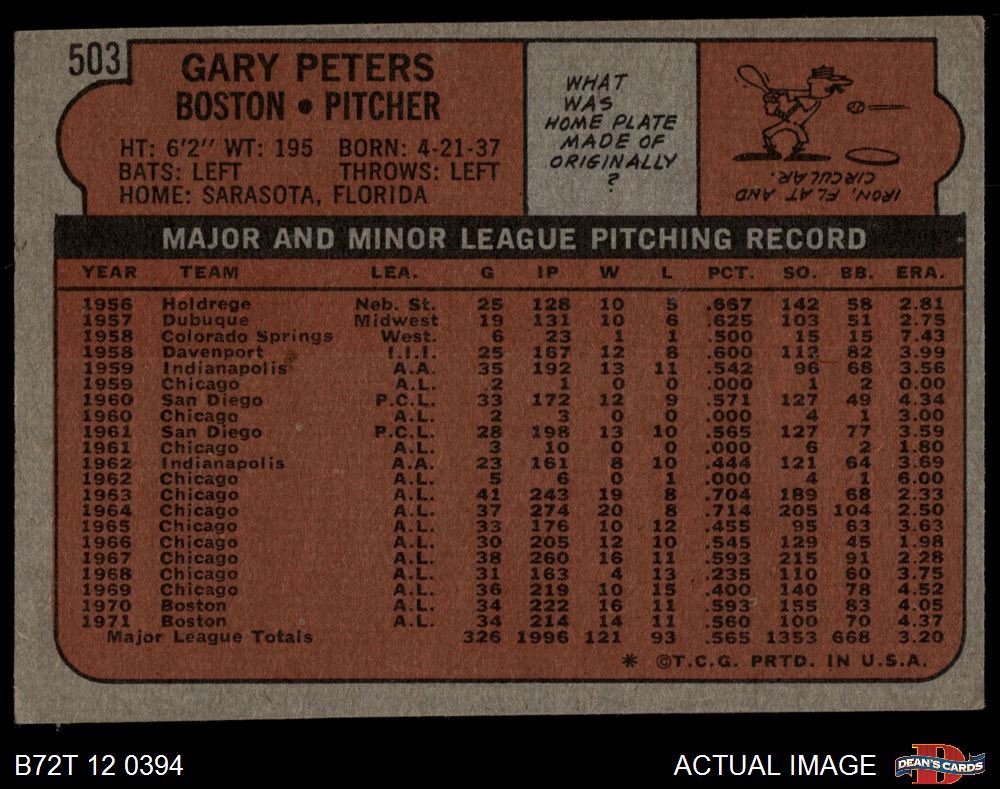 503
GARY PETERS
BOSTON • PITCHER
HT: 6'2" WT: 195 BORN: 4-21-37
BATS: LEFT THROWS: LEFT
HOME: SARASOTA, FLORIDA
WHAT
WAS
HOME PLATE
MADE OF
ORIGINALLY
?
IRON, FLAT AND
CIRCULAR.
MAJOR AND MINOR LEAGUE PITCHING RECORD
YEAR TEAM LEA. G IP W L PCT. SO. BB. ERA.
1956 Holdrege Neb. St. 25 128 10 5 .667 142 58 2.81
1957 Dubuque Midwest 19 131 10 6 .625 103 51 2.75
1958 Colorado Springs West. 6 23 1 1 .500 15 15 7.43
1958 Davenport I.I.I. 25 167 12 8 .600 112 82 3.99
1959 Indianapolis A.A. 35 192 13 11 .542 96 68 3.56
1959 Chicago A.L. 2 1 0 0 .000 1 2 0.00
1960 San Diego P.C.L. 33 172 12 9 .571 127 49 4.34
1960 Chicago A.L. 2 3 0 0 .000 4 1 3.00
1961 San Diego P.C.L. 28 198 13 10 .565 127 77 3.59
1961 Chicago A.L. 3 10 0 0 .000 6 2 1.80
1962 Indianapolis A.A. 23 161 8 10 .444 121 64 3.69
1962 Chicago A.L. 5 6 0 1 .000 4 1 6.00
1963 Chicago A.L. 41 243 19 8 .704 189 68 2.33
1964 Chicago A.L. 37 274 20 8 .714 205 104 2.50
1965 Chicago A.L. 33 176 10 12 .455 95 63 3.63
1966 Chicago A.L. 30 205 12 10 .545 129 45 1.98
1967 Chicago A.L. 38 260 16 11 .593 215 91 2.28
1968 Chicago A.L. 31 163 4 13 .235 110 60 3.75
1969 Chicago A.L. 36 219 10 15 .400 140 78 4.52
1970 Boston A.L. 34 222 16 11 .593 155 83 4.05
1971 Boston A.L. 34 214 14 11 .560 100 70 4.37
Major League Totals 326 1996 121 93 .565 1353 668 3.20
* ©T.C.G. PRTD. IN U.S.A.
B72T 12 0394 ACTUAL IMAGE
D
DEAN'S CARDS